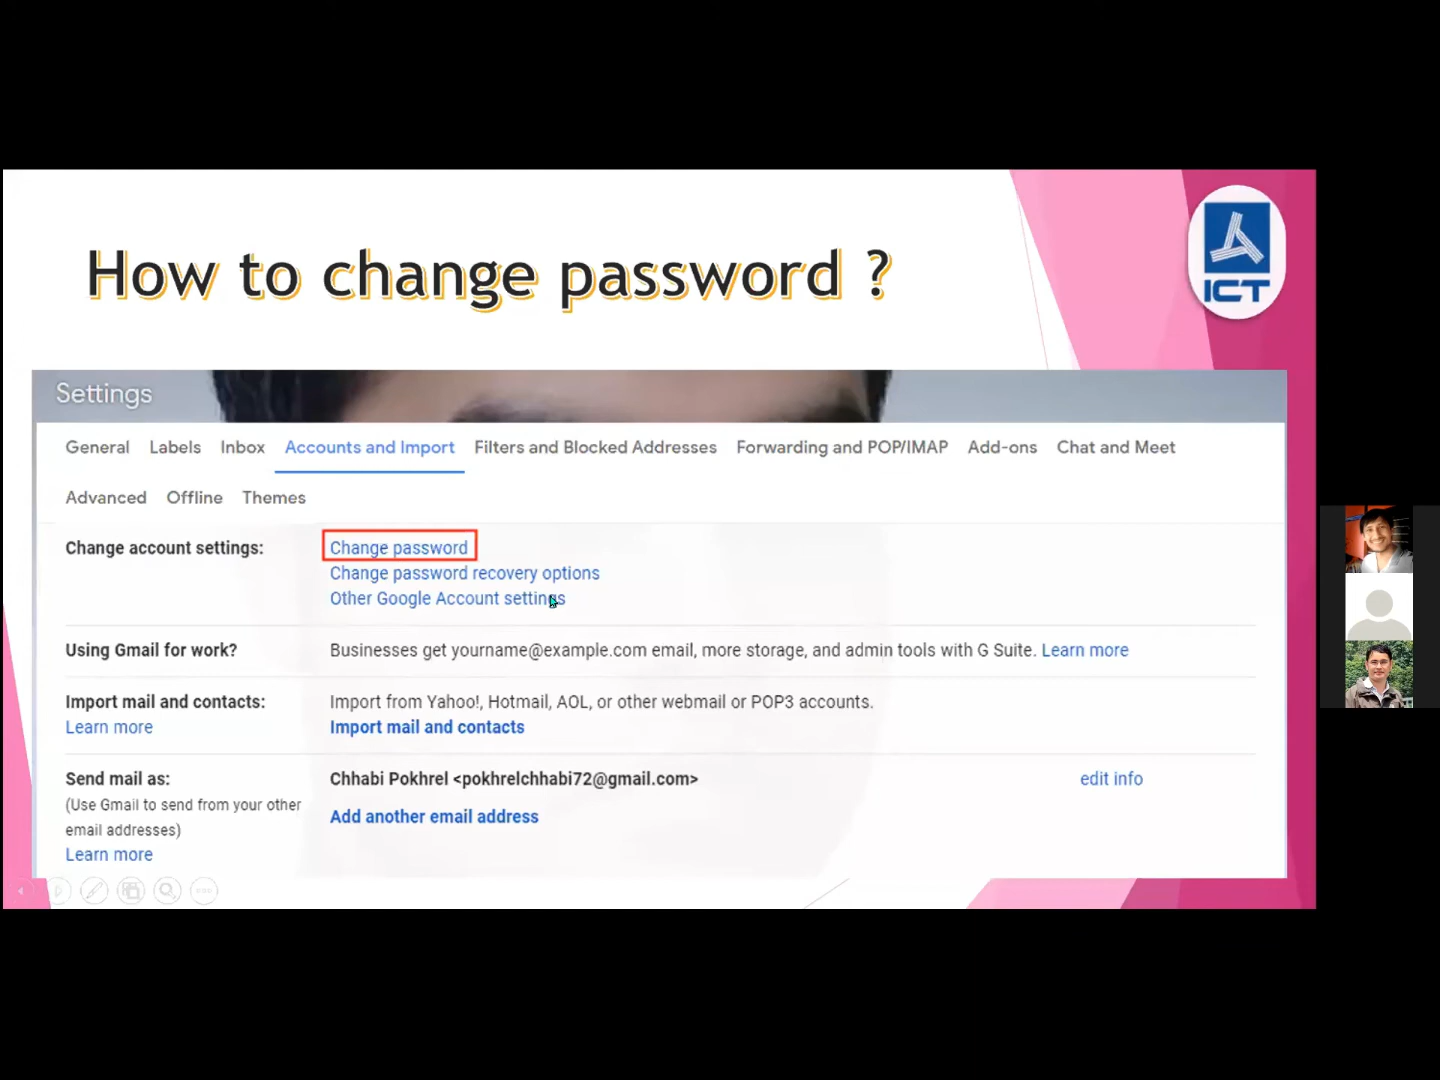 How to change password ?
ICT
Settings
General Labels Inbox Accounts and Import Filters and Blocked Addresses Forwarding and POP/IMAP Add-ons Chat and Meet
Advanced Offline Themes
Change account settings: Change password
Change password recovery options
Other Google Account settings
Using Gmail for work? Businesses get yourname@example.com email, more storage, and admin tools with G Suite. Learn more
Import mail and contacts: Import from Yahoo!, Hotmail, AOL, or other webmail or POP3 accounts.
Learn more Import mail and contacts
Send mail as: Chhabi Pokhrel <pokhrelchhabi72@gmail.com> edit info
(Use Gmail to send from your other
email addresses) Add another email address
Learn more